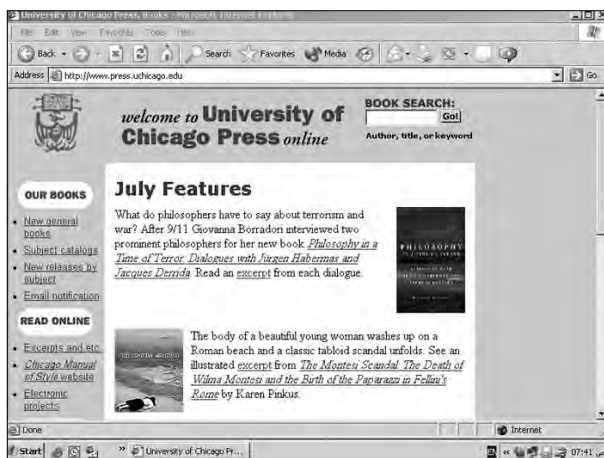 University of Chicago Press, Books - Microsoft Internet Explorer
File Edit View Favorites Tools Help
Back Search Favorites Media
Address http://www.press.uchicago.edu Go
welcome to University of
Chicago Press online
BOOK SEARCH:
Go!
Author, title, or keyword
OUR BOOKS
New general
books
Subject catalogs
New releases by
subject
Email notification
READ ONLINE
Excerpts and etc.
Chicago Manual
of Style website
Electronic
projects
July Features
What do philosophers have to say about terrorism and
war? After 9/11 Giovanna Borradori interviewed two
prominent philosophers for her new book Philosophy in a
Time of Terror: Dialogues with Jürgen Habermas and
Jacques Derrida. Read an excerpt from each dialogue.
PHILOSOPHY
The body of a beautiful young woman washes up on a
Roman beach and a classic tabloid scandal unfolds. See an
illustrated excerpt from The Montesi Scandal: The Death of
Wilma Montesi and the Birth of the Paparazzi in Fellini's
Rome by Karen Pinkus.
Done Internet
Start » University of Chicago Pr... EN « 07:41